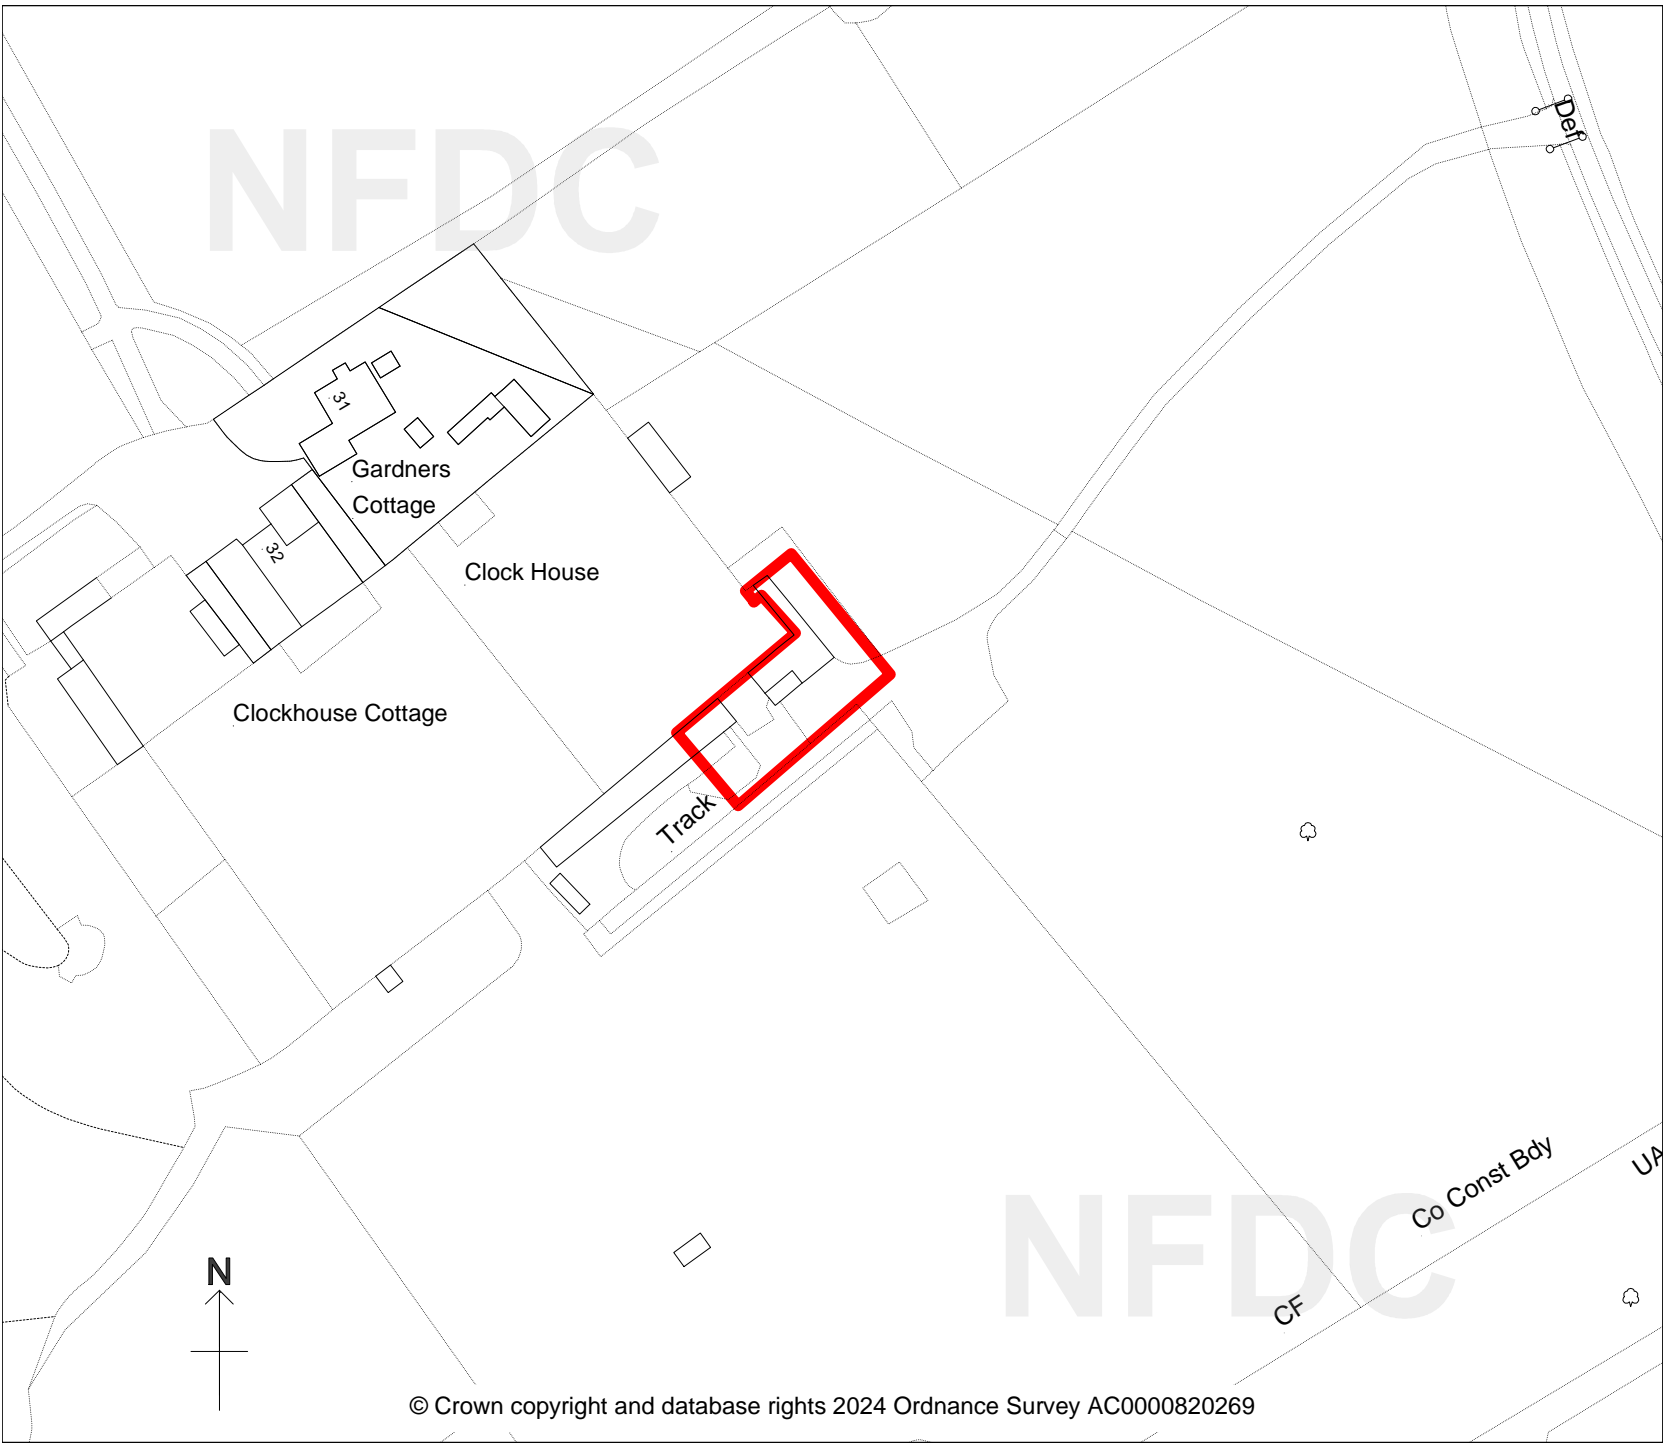 NFDC
Def
31
Gardners
Cottage
32
Clock House
Clockhouse Cottage
Track
Co Const Bdy
UA
NFDC
CF
N
© Crown copyright and database rights 2024 Ordnance Survey AC0000820269